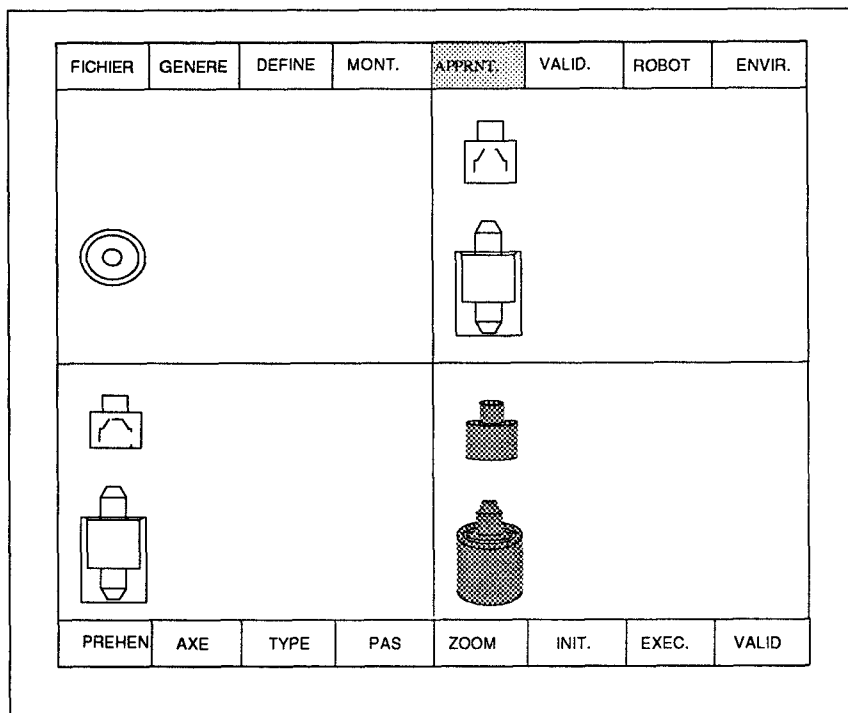 FICHIER GENERE DEFINE MONT. APPRNT. VALID. ROBOT ENVIR.
PREHEN AXE TYPE PAS ZOOM INIT. EXEC. VALID